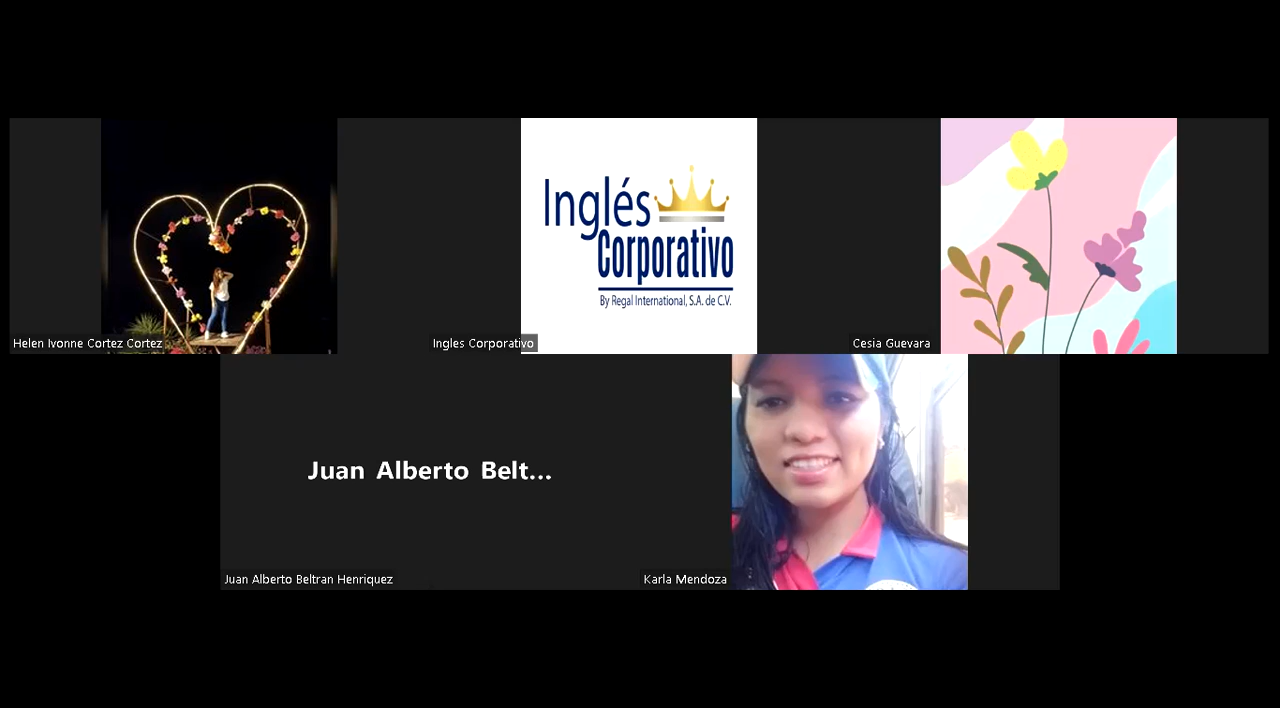 Inglés
Corporativo
By Regal International, S.A. de C.V.
Helen Ivonne Cortez Cortez
Ingles Corporativo
Cesia Guevara
Juan Alberto Belt...
Juan Alberto Beltran Henriquez
Karla Mendoza